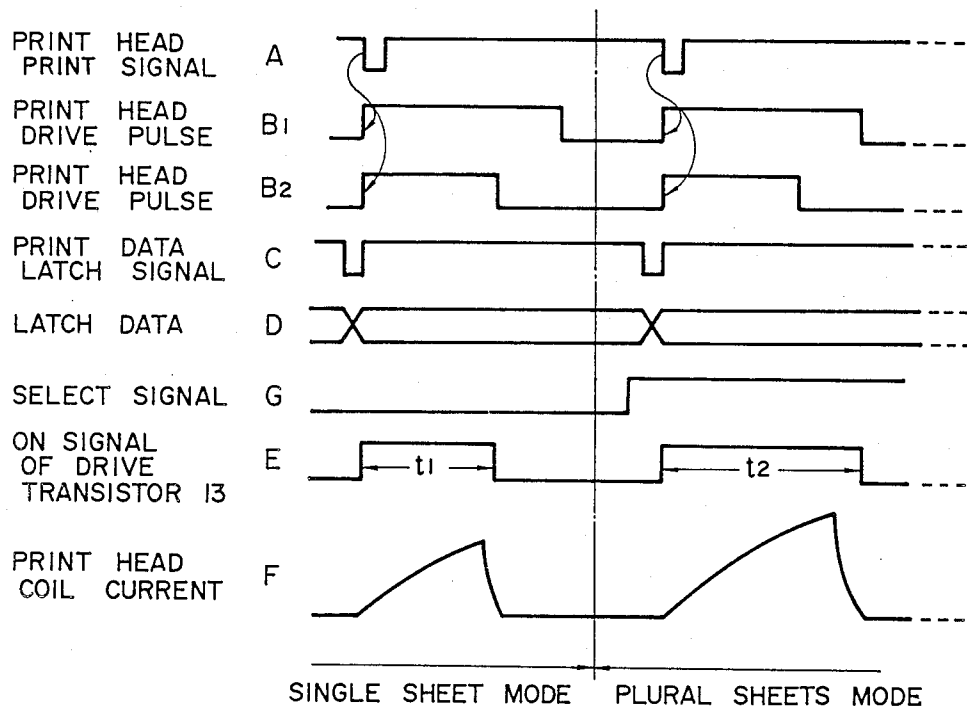 PRINT HEAD
PRINT SIGNAL A
PRINT HEAD
DRIVE PULSE B1
PRINT HEAD
DRIVE PULSE B2
PRINT DATA
LATCH SIGNAL C
LATCH DATA D
SELECT SIGNAL G
ON SIGNAL
OF DRIVE E
TRANSISTOR 13
t1 t2
PRINT HEAD
COIL CURRENT F
SINGLE SHEET MODE PLURAL SHEETS MODE